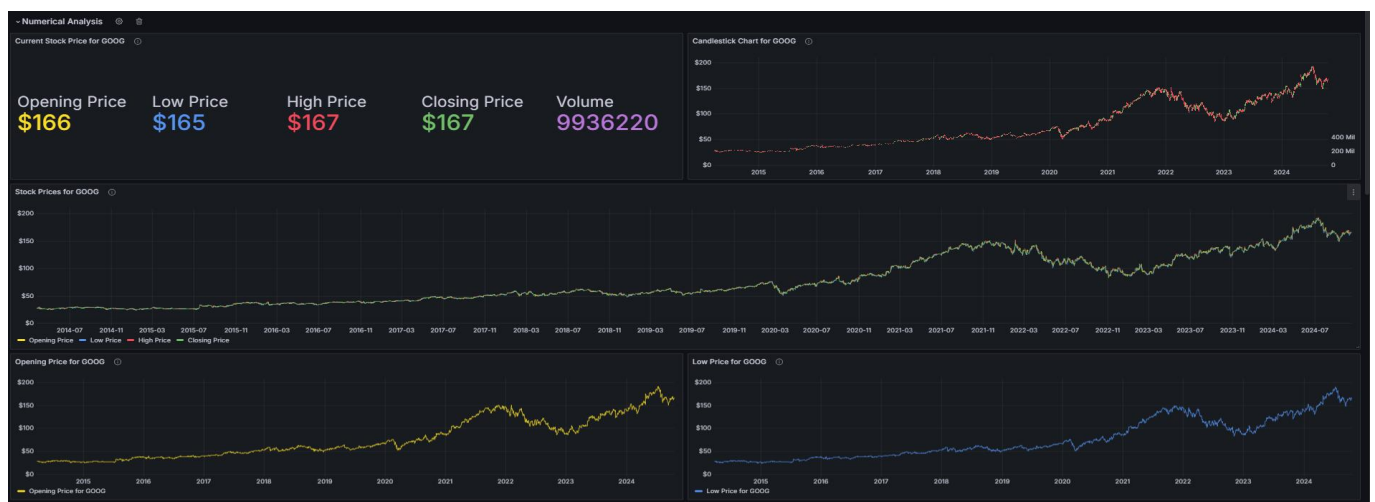 Numerical Analysis
Current Stock Price for GOOG
Opening Price Low Price High Price Closing Price Volume
$166 $165 $167 $167 9936220
Candlestick Chart for GOOG
$200
$150
$100
$50
$0
400 Mil
200 Mil
0
2015 2016 2017 2018 2019 2020 2021 2022 2023 2024
Stock Prices for GOOG
$200
$150
$100
$50
$0
2014-07 2014-11 2015-03 2015-07 2015-11 2016-03 2016-07 2016-11 2017-03 2017-07 2017-11 2018-03 2018-07 2018-11 2019-03 2019-07 2019-11 2020-03 2020-07 2020-11 2021-03 2021-07 2021-11 2022-03 2022-07 2022-11 2023-03 2023-07 2023-11 2024-03 2024-07
Opening Price Low Price High Price Closing Price
Opening Price for GOOG
$200
$150
$100
$50
$0
2015 2016 2017 2018 2019 2020 2021 2022 2023 2024
Opening Price for GOOG
Low Price for GOOG
$200
$150
$100
$50
$0
2015 2016 2017 2018 2019 2020 2021 2022 2023 2024
Low Price for GOOG